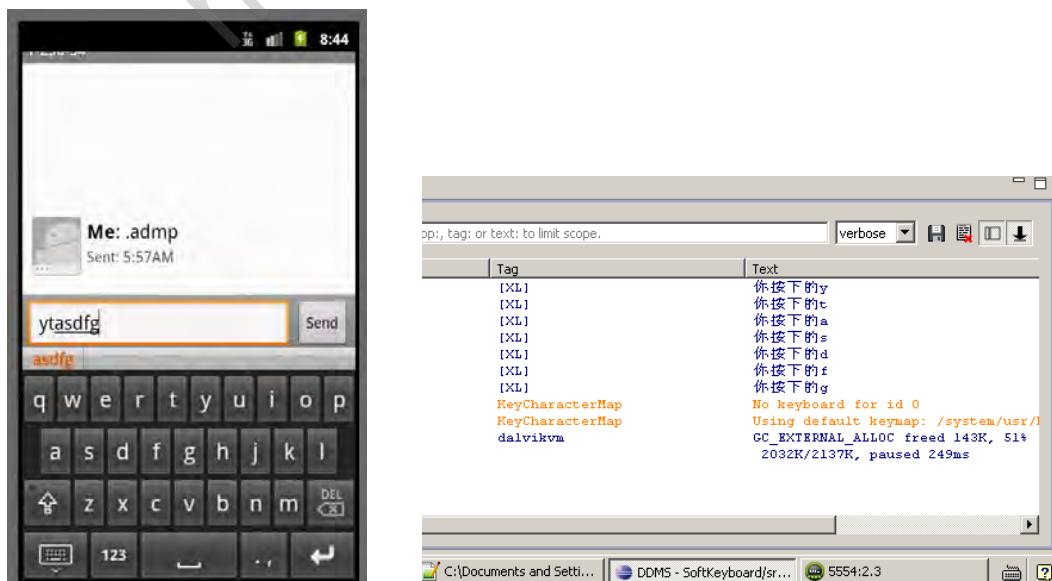 3G 8:44
Me: .admp
Sent: 5:57AM
ytasdfg
Send
asdfg
q w e r t y u i o p
a s d f g h j k l
z x c v b n m DEL
123 . ,
op:, tag: or text: to limit scope.
verbose
Tag Text
[XL] 你按下的y
[XL] 你按下的t
[XL] 你按下的a
[XL] 你按下的s
[XL] 你按下的d
[XL] 你按下的f
[XL] 你按下的g
KeyCharacterMap No keyboard for id 0
KeyCharacterMap Using default keymap: /system/usr/
dalvikvm GC_EXTERNAL_ALLOC freed 143K, 51%
2032K/2137K, paused 249ms
C:\Documents and Setti... DDMS - SoftKeyboard/sr... 5554:2.3